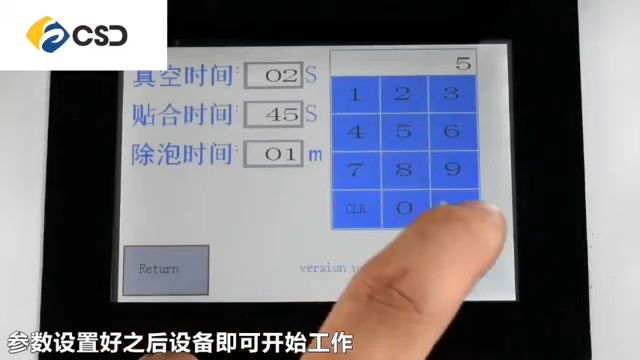 CSD
真空时间: 02 S
贴合时间: 45 S
除泡时间: 01 m
5
1 2 3
4 5 6
7 8 9
CLR 0
Return
version
参数设置好之后设备即可开始工作